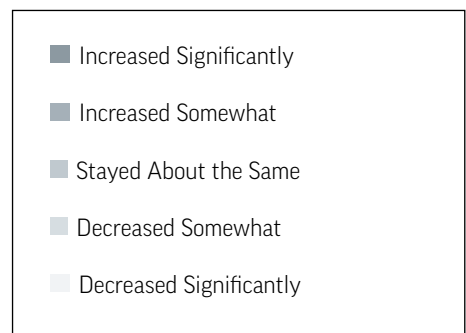 Increased Significantly
Increased Somewhat
Stayed About the Same
Decreased Somewhat
Decreased Significantly